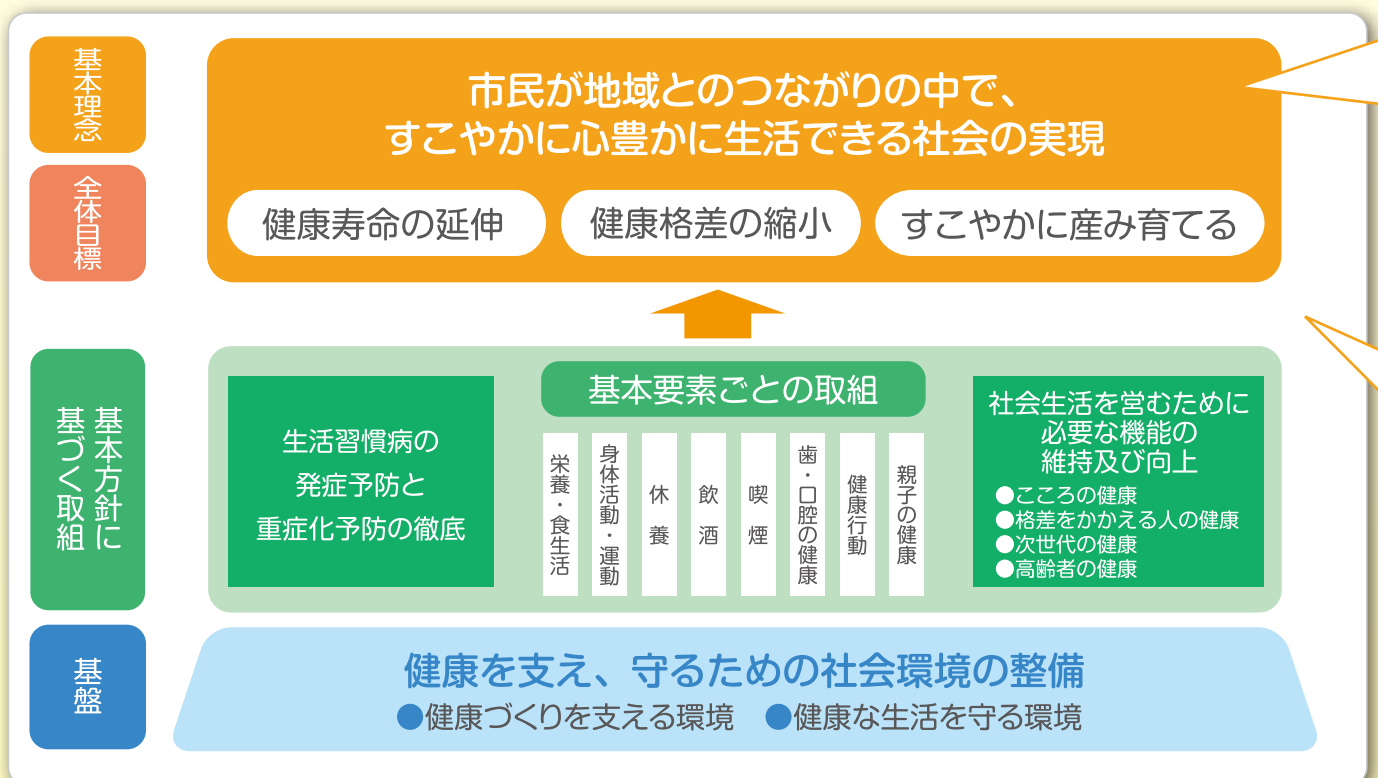 基本理念
市民が地域とのつながりの中で、
すこやかに心豊かに生活できる社会の実現
全体目標
健康寿命の延伸
健康格差の縮小
すこやかに産み育てる
基本方針に
基づく取組
生活習慣病の
発症予防と
重症化予防の徹底
基本要素ごとの取組
栄養・食生活
身体活動・運動
休養
飲酒
喫煙
歯・口腔の健康
健康行動
親子の健康
社会生活を営むために
必要な機能の
維持及び向上
●こころの健康
●格差をかかえる人の健康
●次世代の健康
●高齢者の健康
基盤
健康を支え、守るための社会環境の整備
●健康づくりを支える環境 ●健康な生活を守る環境